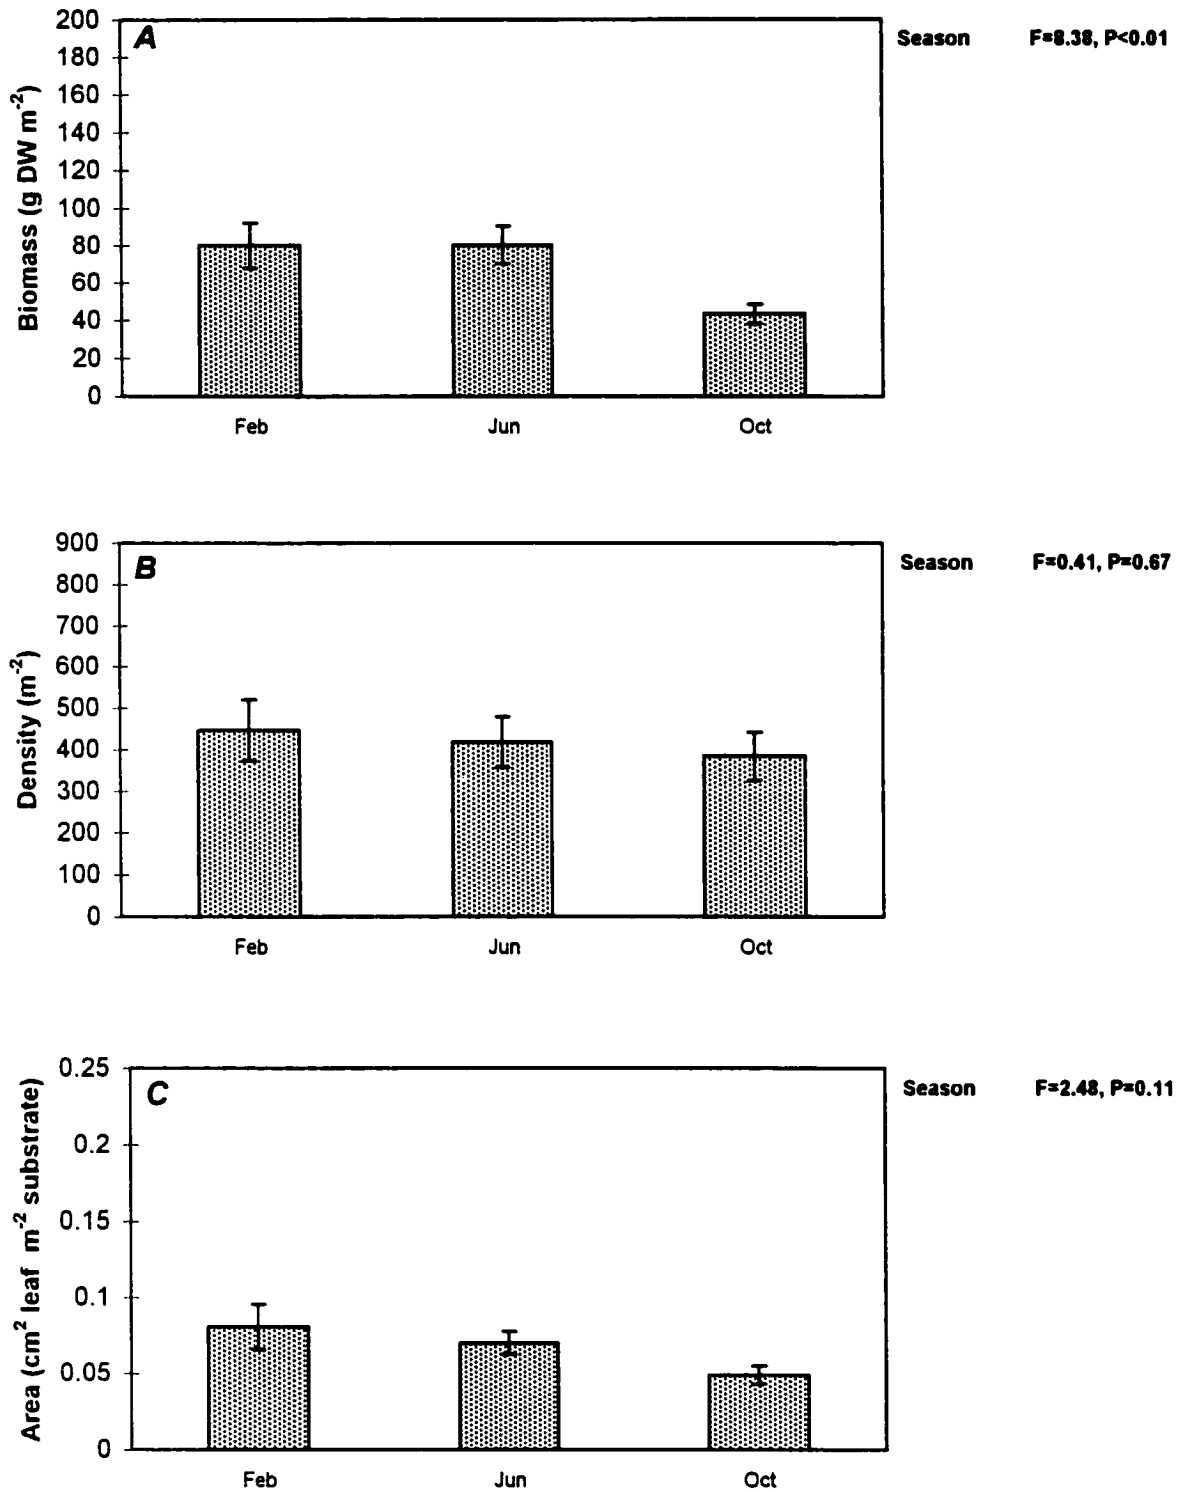 A
Season F=8.38, P<0.01
Biomass (g DW m⁻²)
200
180
160
140
120
100
80
60
40
20
0
Feb Jun Oct
B
Season F=0.41, P=0.67
Density (m⁻²)
900
800
700
600
500
400
300
200
100
0
Feb Jun Oct
C
Season F=2.48, P=0.11
Area (cm² leaf m⁻² substrate)
0.25
0.2
0.15
0.1
0.05
0
Feb Jun Oct